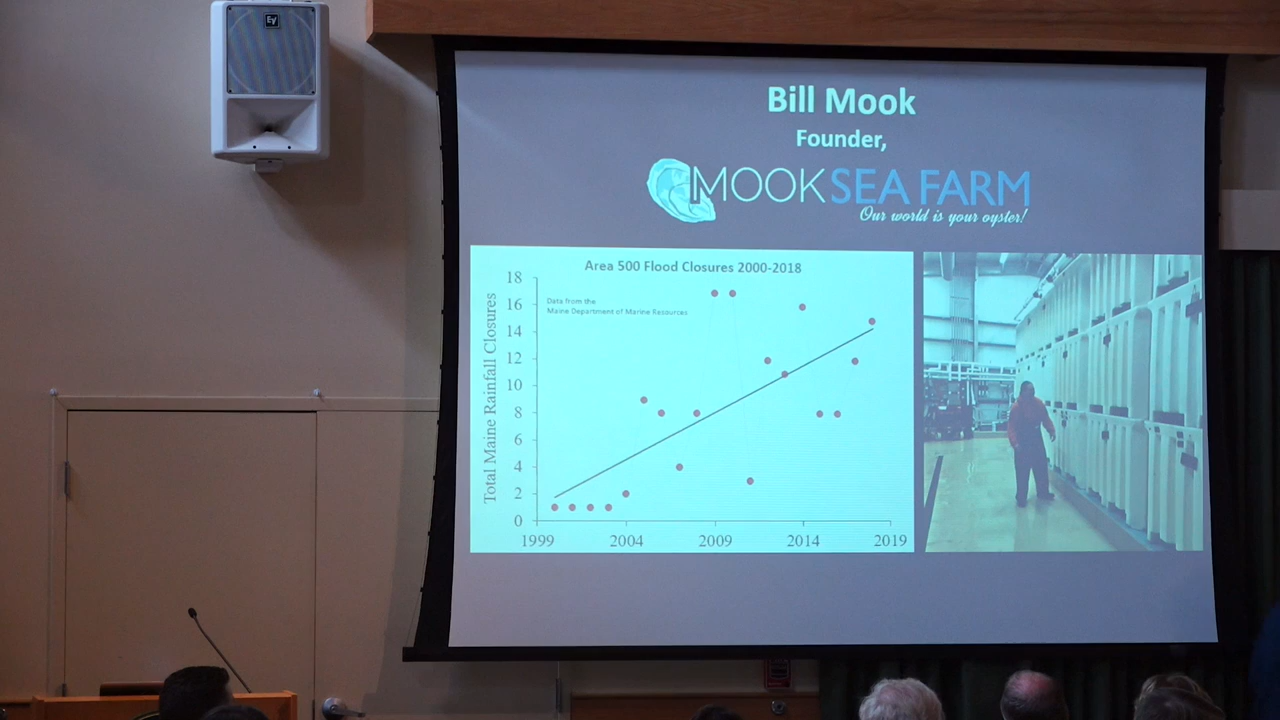 EV
Bill Mook
Founder,
MOOK SEA FARM
Our world is your oyster!
Area 500 Flood Closures 2000-2018
Data from the
Maine Department of Marine Resources
Total Maine Rainfall Closures
18
16
14
12
10
8
6
4
2
0
1999 2004 2009 2014 2019